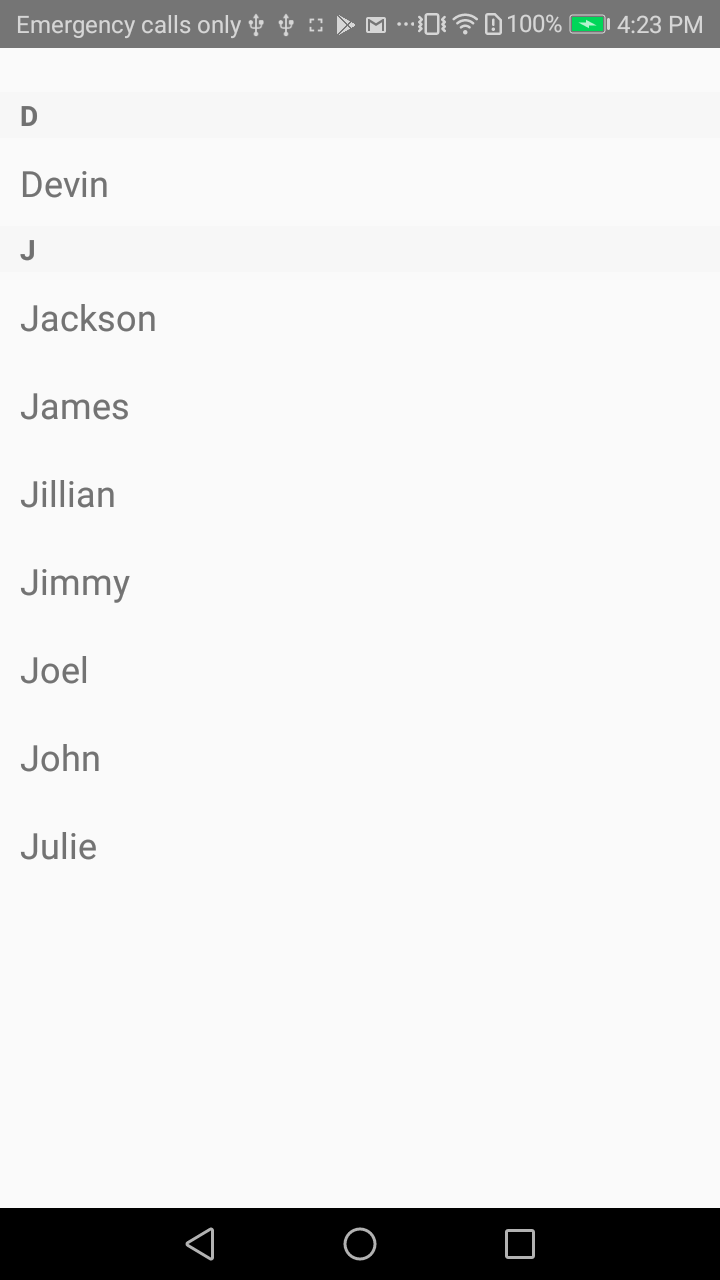 Emergency calls only 100% 4:23 PM
D
Devin
J
Jackson
James
Jillian
Jimmy
Joel
John
Julie